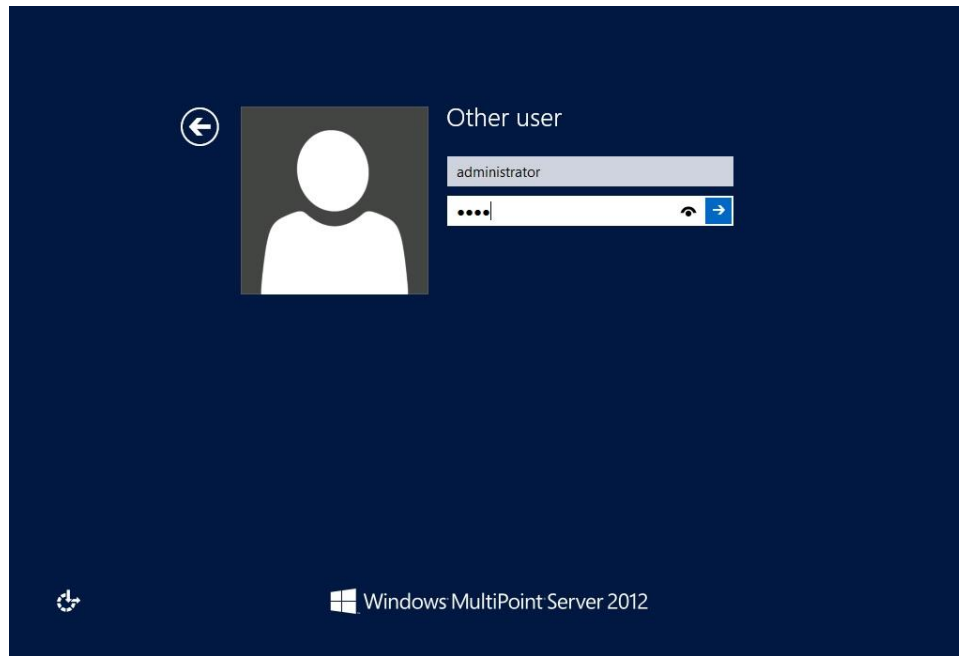 Other user
administrator
••••
Windows MultiPoint Server 2012